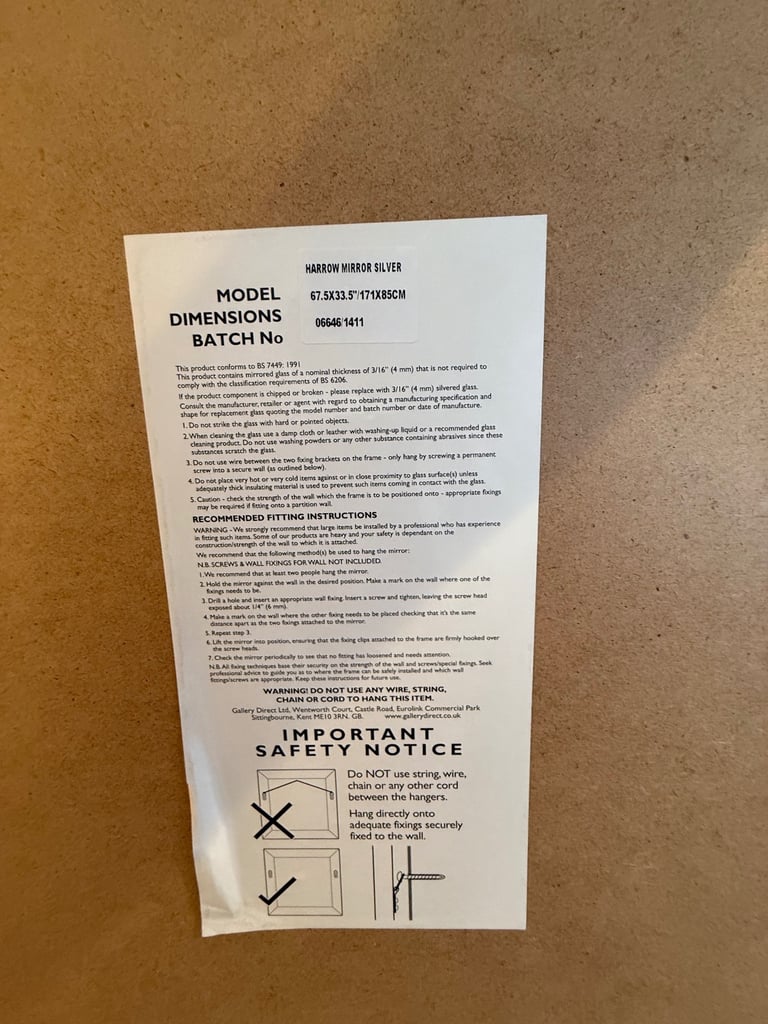 MODEL HARROW MIRROR SILVER
DIMENSIONS 67.5X33.5"/171X85CM
BATCH No 06646/1411
This product conforms to BS 7449: 1991
This product contains mirrored glass of a nominal thickness of 3/16" (4 mm) that is not required to
comply with the classification requirements of BS 6206.
If the product component is chipped or broken - please replace with 3/16" (4 mm) silvered glass.
Consult the manufacturer, retailer or agent with regard to obtaining a manufacturing specification and
shape for replacement glass quoting the model number and batch number or date of manufacture.
1. Do not strike the glass with hard or pointed objects.
2. When cleaning the glass use a damp cloth or leather with washing-up liquid or a recommended glass
cleaning product. Do not use washing powders or any other substance containing abrasives since these
substances scratch the glass.
3. Do not use wire between the two fixing brackets on the frame - only hang by screwing a permanent
screw into a secure wall (as outlined below).
4. Do not place very hot or very cold items against or in close proximity to glass surface(s) unless
adequately thick insulating material is used to prevent such items coming in contact with the glass.
5. Caution - check the strength of the wall which the frame is to be positioned onto - appropriate fixings
may be required if fitting onto a partition wall.
RECOMMENDED FITTING INSTRUCTIONS
WARNING - We strongly recommend that large items be installed by a professional who has experience
in fitting such items. Some of our products are heavy and your safety is dependant on the
construction/strength of the wall to which it is attached.
We recommend that the following method(s) be used to hang the mirror:
N.B. SCREWS & WALL FIXINGS FOR WALL NOT INCLUDED.
1. We recommend that at least two people hang the mirror.
2. Hold the mirror against the wall in the desired position. Make a mark on the wall where one of the
fixings needs to be.
3. Drill a hole and insert an appropriate wall fixing. Insert a screw and tighten, leaving the screw head
exposed about 1/4" (6 mm).
4. Make a mark on the wall where the other fixing needs to be placed checking that it's the same
distance apart as the two fixings attached to the mirror.
5. Repeat step 3.
6. Lift the mirror into position, ensuring that the fixing clips attached to the frame are firmly hooked over
the screw heads.
7. Check the mirror periodically to see that no fitting has loosened and needs attention.
N.B. All fixing techniques base their security on the strength of the wall and screws/special fixings. Seek
professional advice to guide you as to where the frame can be safely installed and which wall
fittings/screws are appropriate. Keep these instructions for future use.
WARNING! DO NOT USE ANY WIRE, STRING,
CHAIN OR CORD TO HANG THIS ITEM.
Gallery Direct Ltd, Wentworth Court, Castle Road, Eurolink Commercial Park
Sittingbourne, Kent ME10 3RN. GB. www.gallerydirect.co.uk
IMPORTANT
SAFETY NOTICE
Do NOT use string, wire,
chain or any other cord
between the hangers.
Hang directly onto
adequate fixings securely
fixed to the wall.